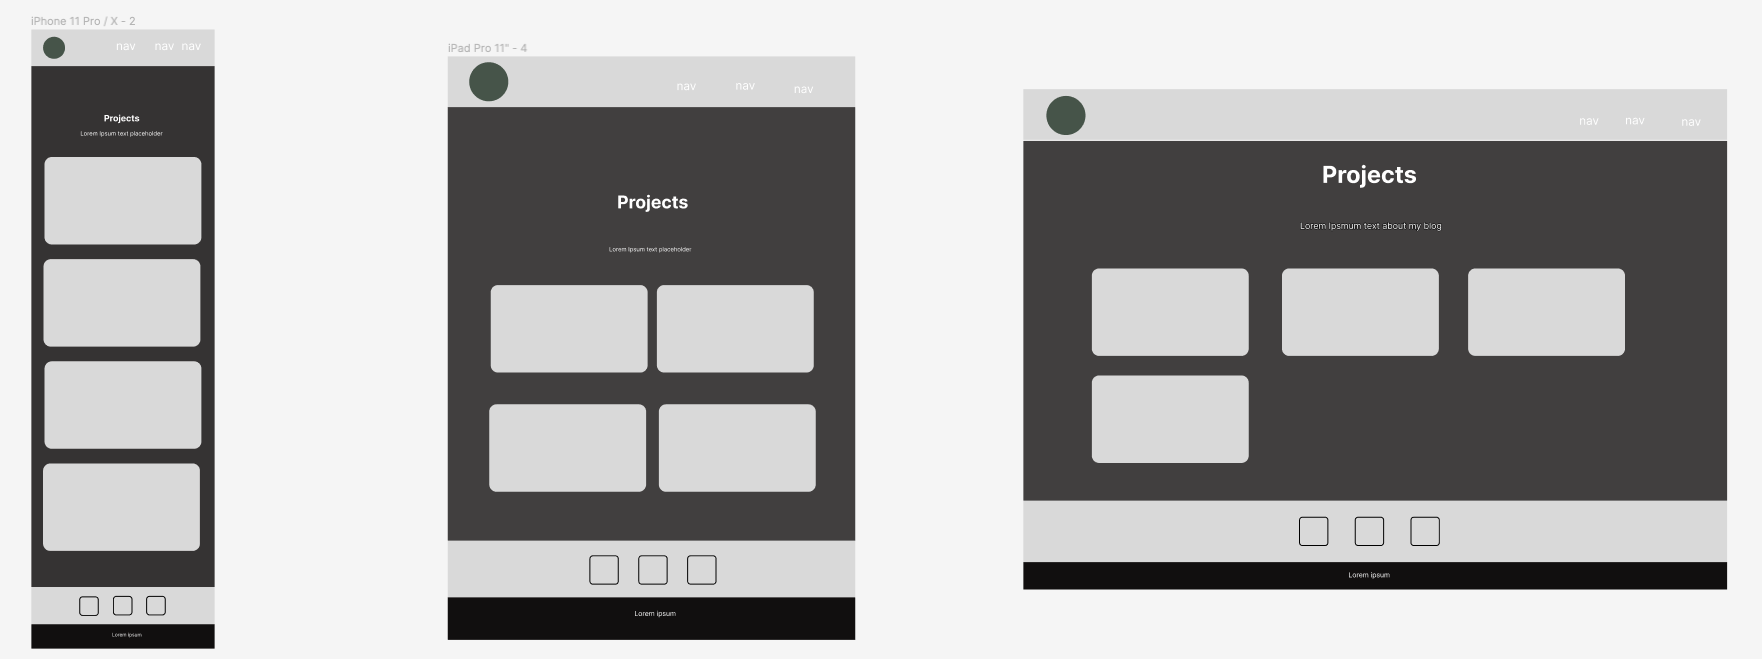 iPhone 11 Pro / X - 2
nav nav nav
Projects
Lorem ipsum text placeholder
Lorem ipsum
iPad Pro 11" - 4
nav nav nav
Projects
Lorem ipsum text placeholder
Lorem ipsum
nav nav nav
Projects
Lorem Ipsmum text about my blog
Lorem ipsum